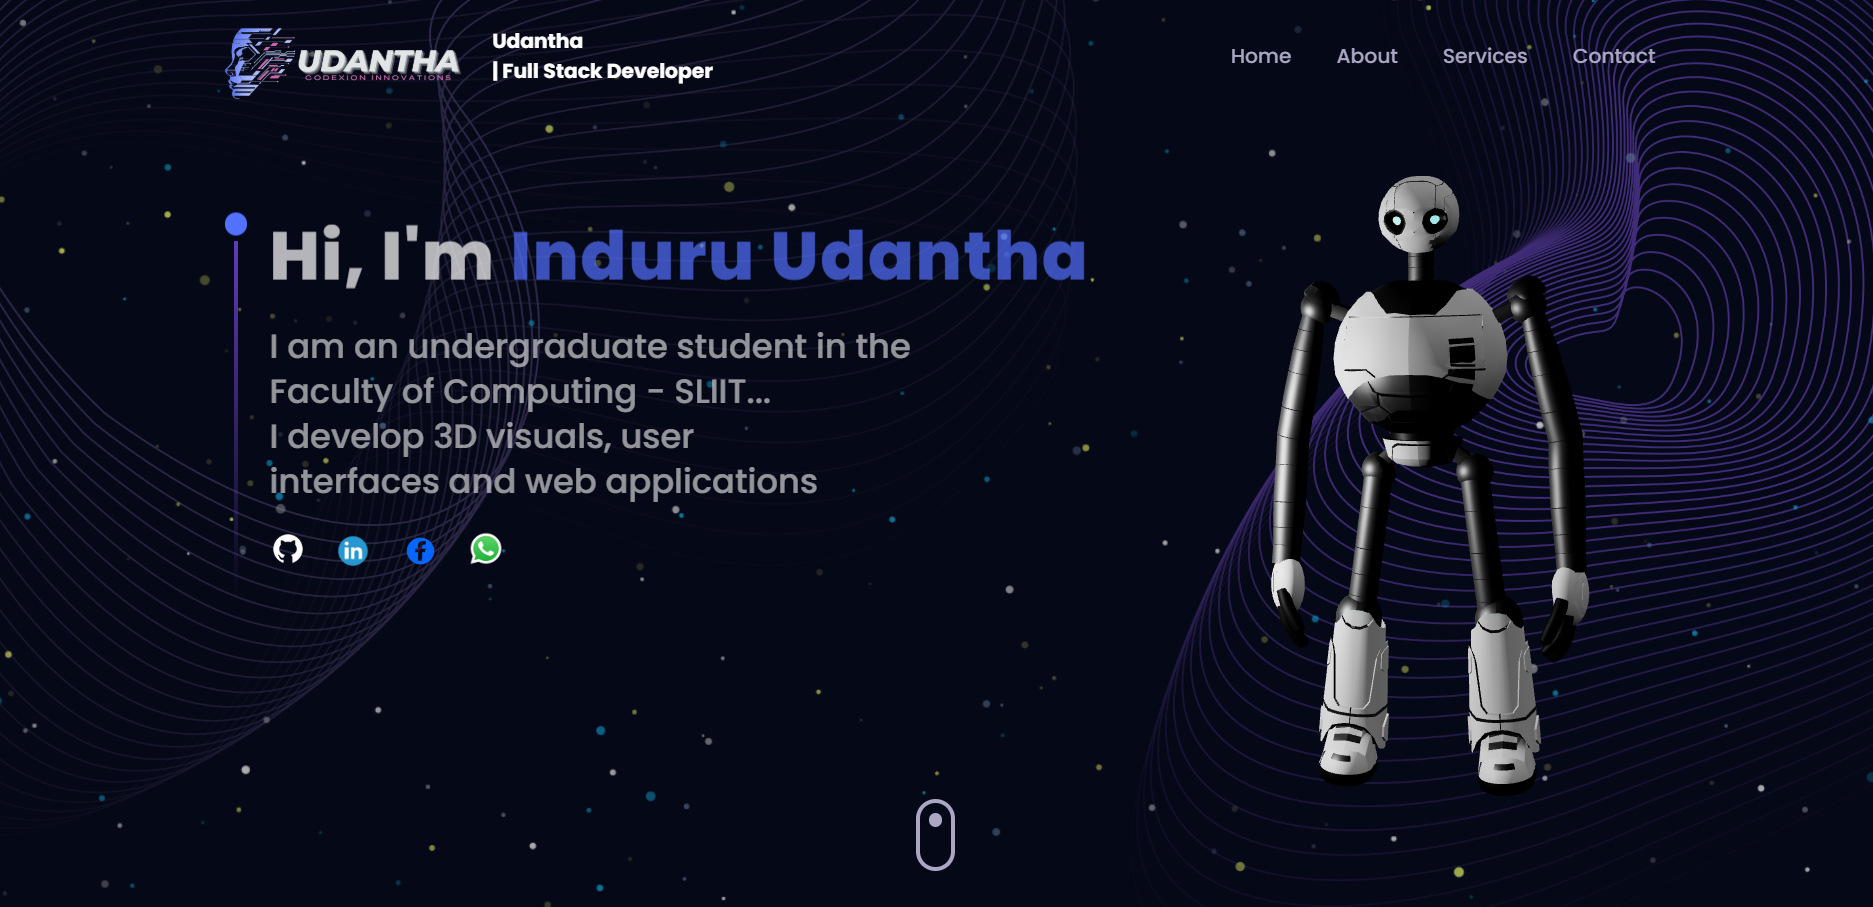 UDANTHA
CODEXION INNOVATIONS
Udantha
| Full Stack Developer
Home About Services Contact
Hi, I'm Induru Udantha
I am an undergraduate student in the
Faculty of Computing - SLIIT...
I develop 3D visuals, user
interfaces and web applications
in f